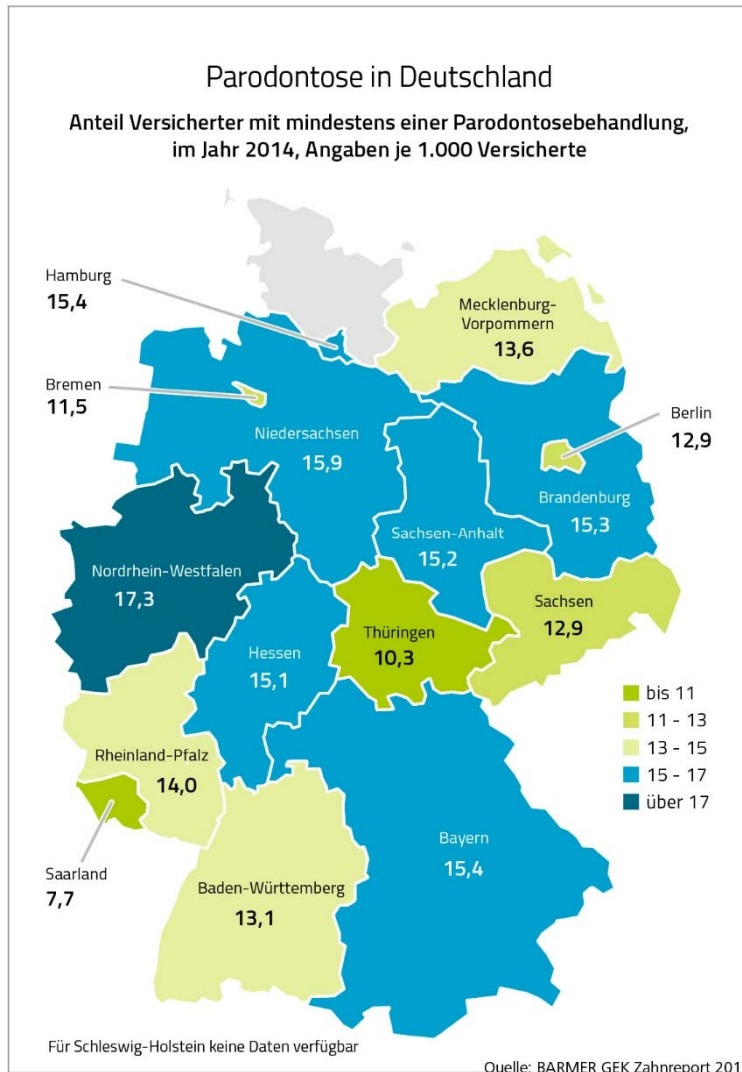 Parodontose in Deutschland
Anteil Versicherter mit mindestens einer Parodontosebehandlung,
im Jahr 2014, Angaben je 1.000 Versicherte
Hamburg
15,4
Mecklenburg-
Vorpommern
13,6
Bremen
11,5
Niedersachsen
15,9
Berlin
12,9
Brandenburg
15,3
Sachsen-Anhalt
15,2
Nordrhein-Westfalen
17,3
Sachsen
12,9
Thüringen
10,3
Hessen
15,1
Rheinland-Pfalz
14,0
Saarland
7,7
Baden-Württemberg
13,1
Bayern
15,4
bis 11
11 - 13
13 - 15
15 - 17
über 17
Für Schleswig-Holstein keine Daten verfügbar
Quelle: BARMER GEK Zahnreport 201